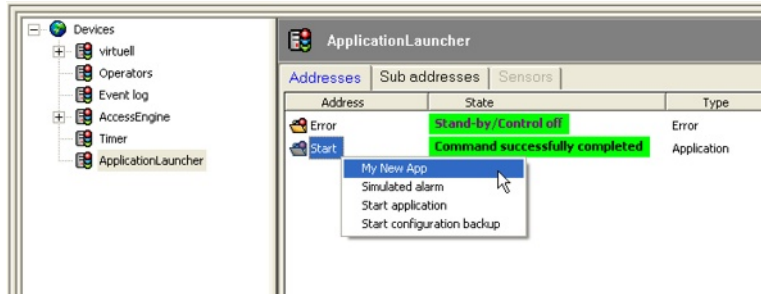 Devices
virtuell
Operators
Event log
AccessEngine
Timer
ApplicationLauncher
ApplicationLauncher
Addresses Sub addresses Sensors
Address State Type
Error Stand-by/Control off Error
Start Command successfully completed Application
My New App
Simulated alarm
Start application
Start configuration backup